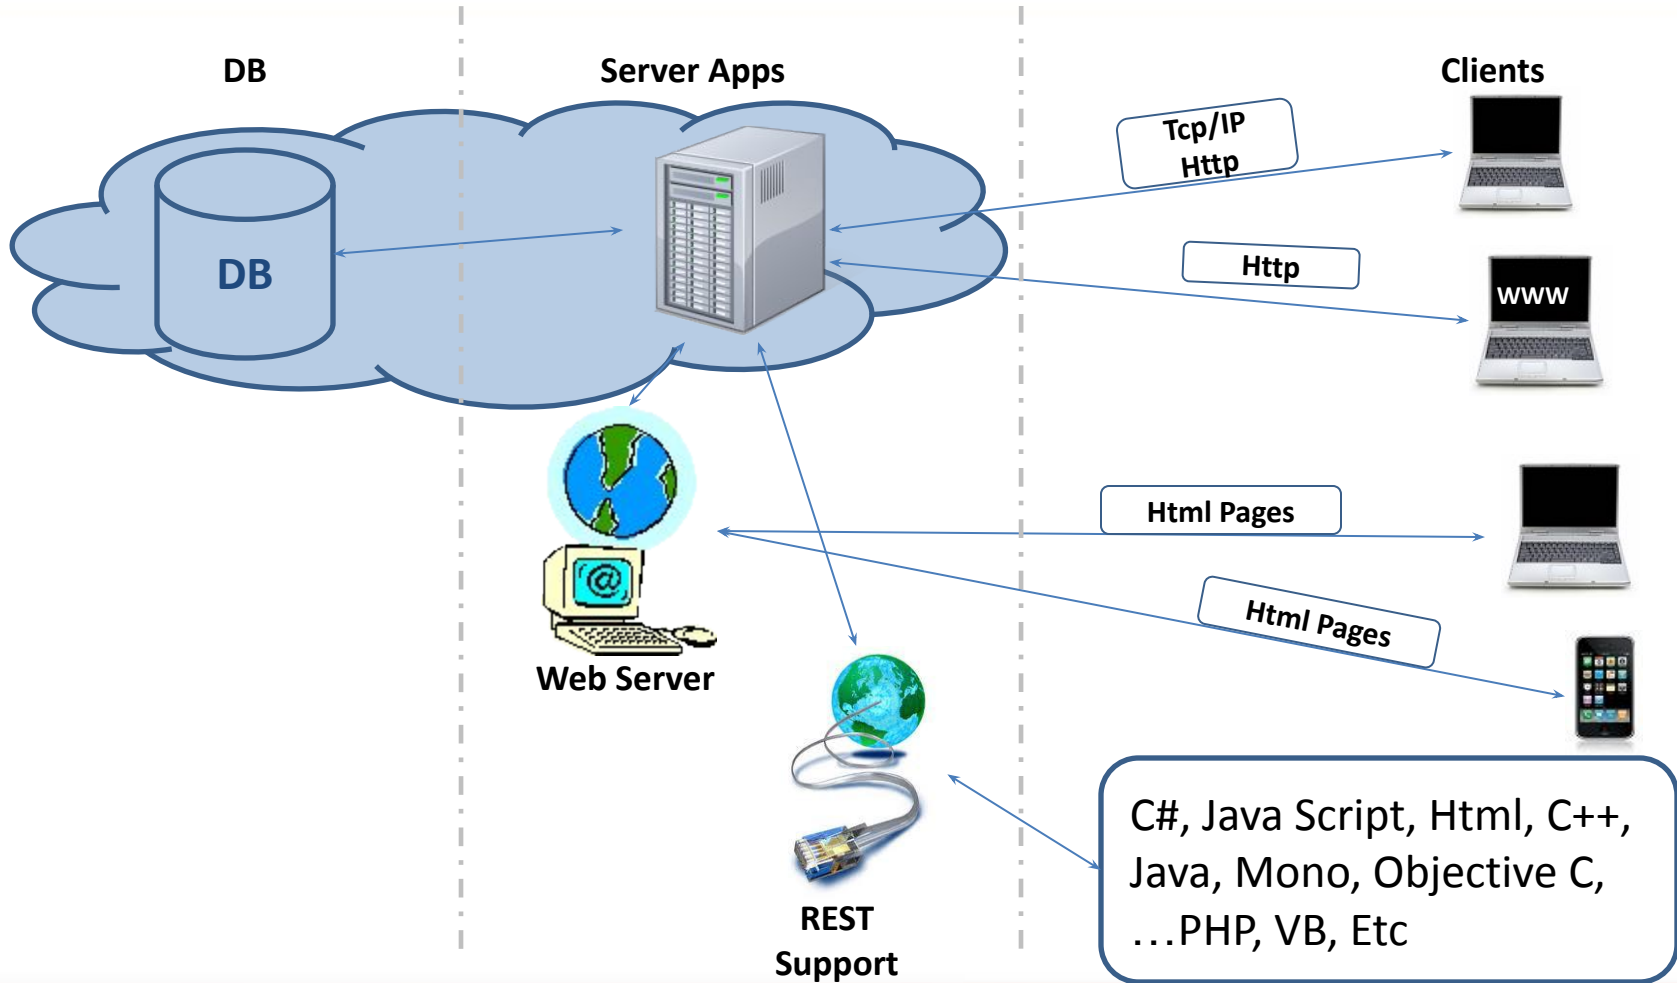 DB
Server Apps
Clients
Tcp/IP
Http
DB
Http
WWW
Html Pages
@
Html Pages
Web Server
C#, Java Script, Html, C++,
Java, Mono, Objective C,
...PHP, VB, Etc
REST
Support